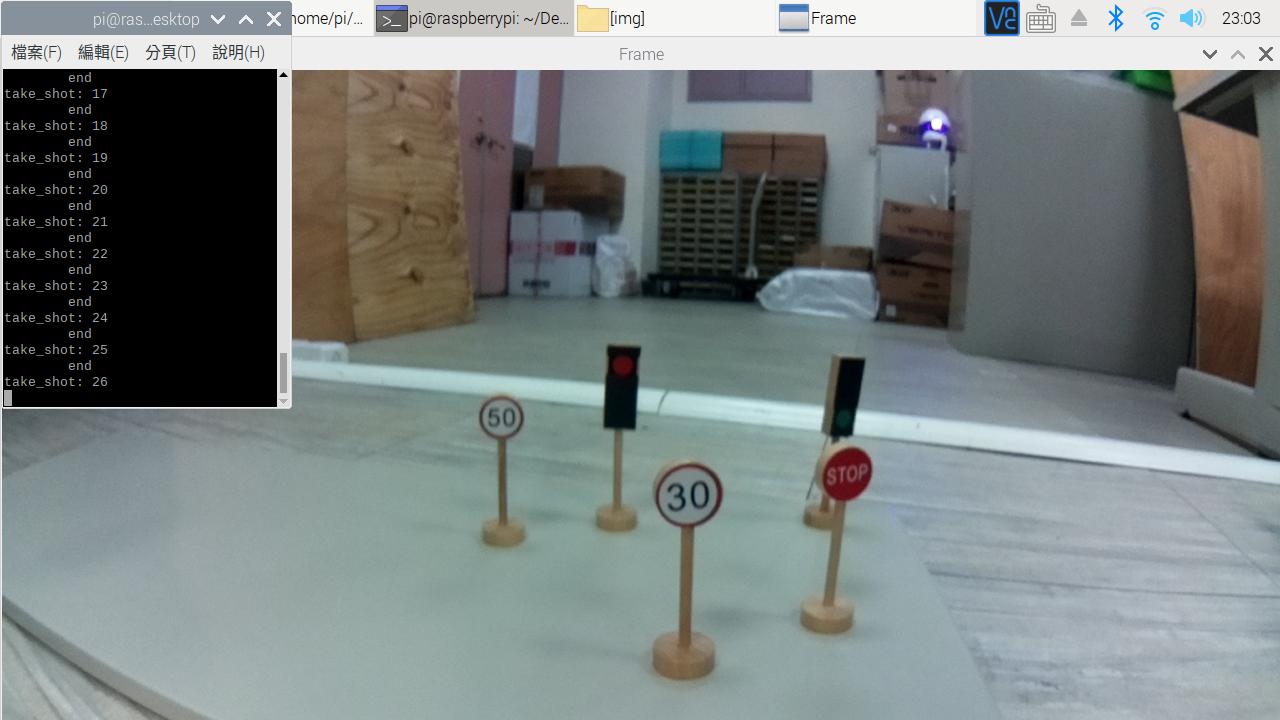 pi@ras...esktop
home/pi/...
pi@raspberrypi: ~/De...
[img]
Frame
23:03
檔案(F) 編輯(E) 分頁(T) 說明(H)
Frame
end
take_shot: 17
end
take_shot: 18
end
take_shot: 19
end
take_shot: 20
end
take_shot: 21
end
take_shot: 22
end
take_shot: 23
end
take_shot: 24
end
take_shot: 25
end
take_shot: 26
50
30
STOP